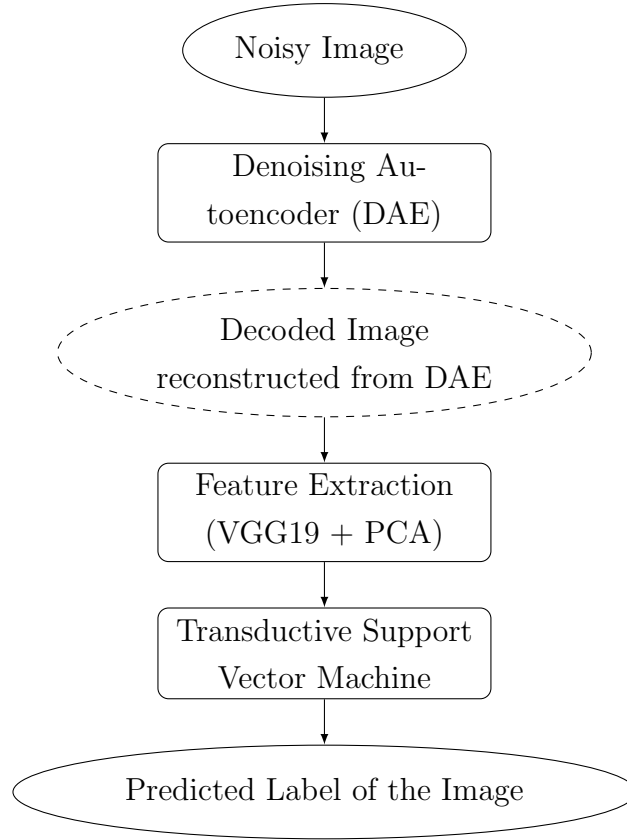 Noisy Image
Denoising Au-
toencoder (DAE)
Decoded Image
reconstructed from DAE
Feature Extraction
(VGG19 + PCA)
Transductive Support
Vector Machine
Predicted Label of the Image